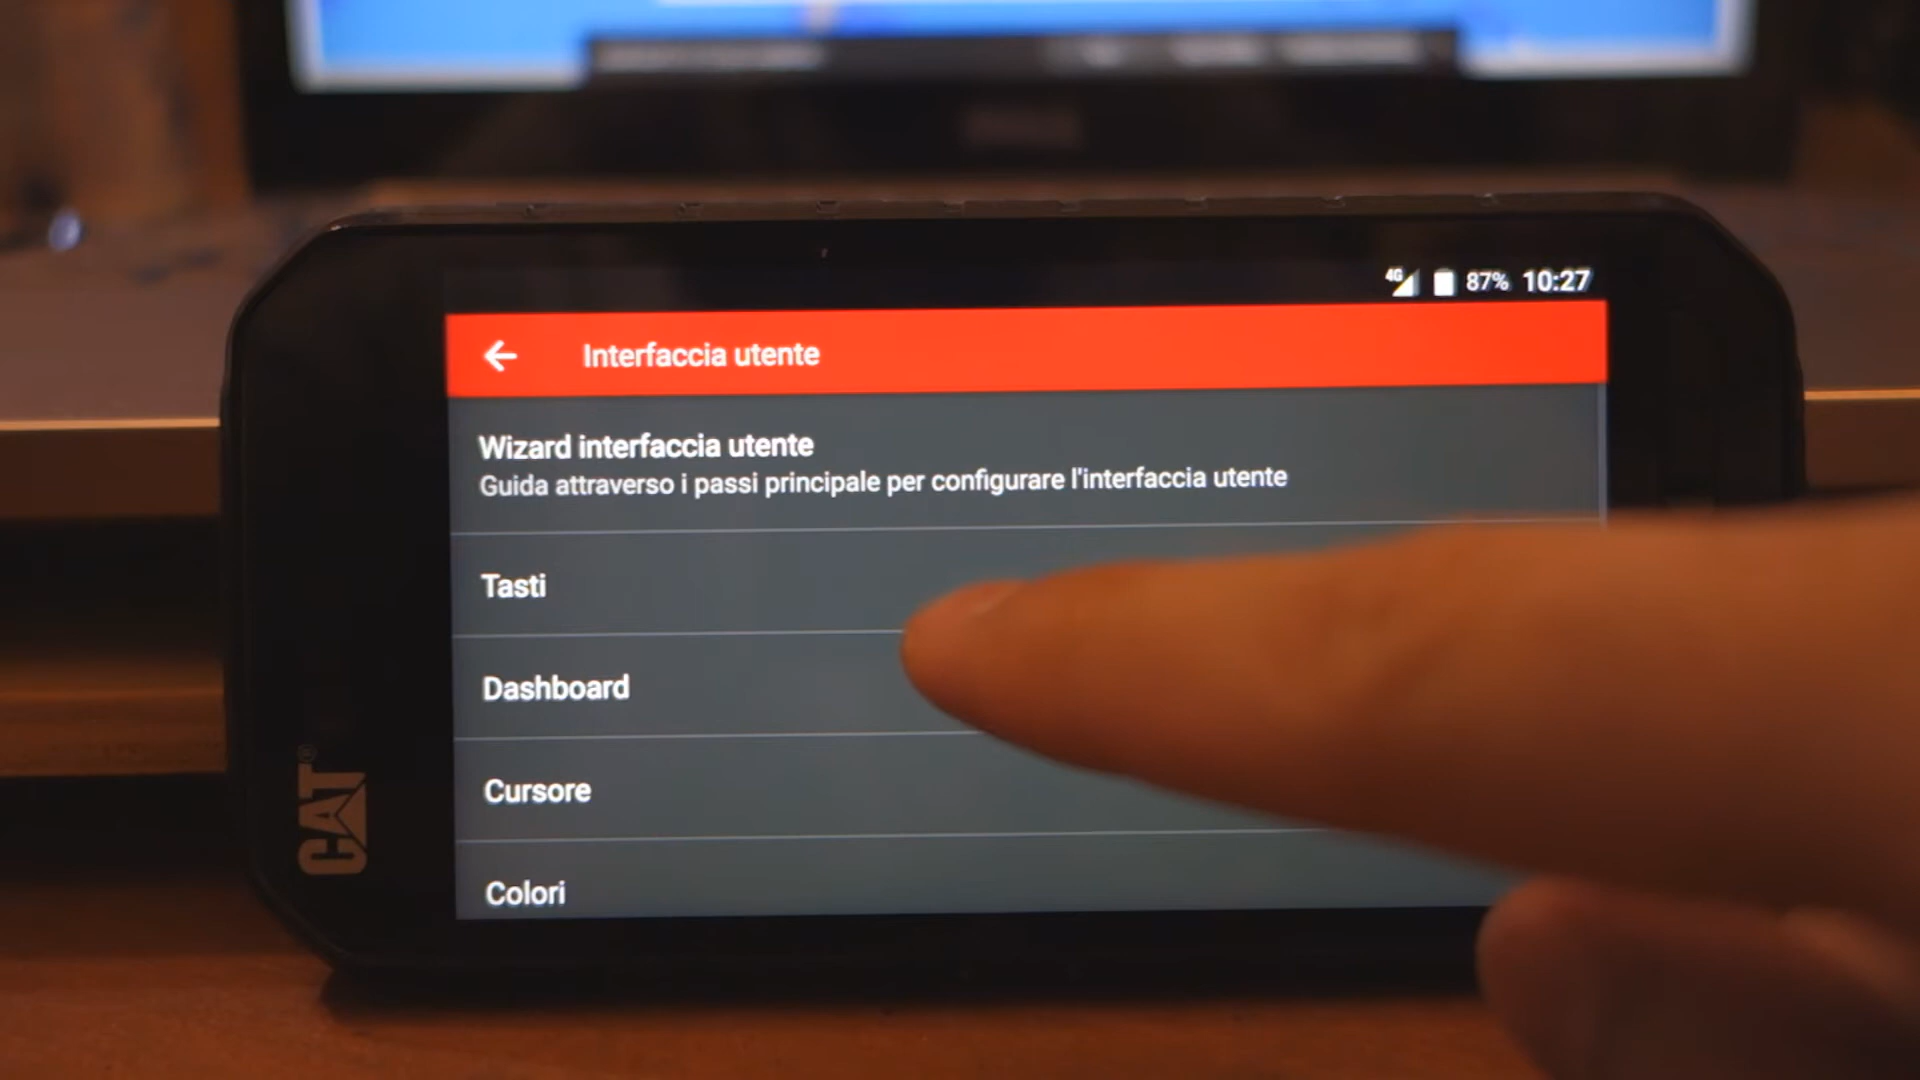 4G 87% 10:27
Interfaccia utente
Wizard interfaccia utente
Guida attraverso i passi principale per configurare l'interfaccia utente
Tasti
Dashboard
Cursore
Colori
CAT®